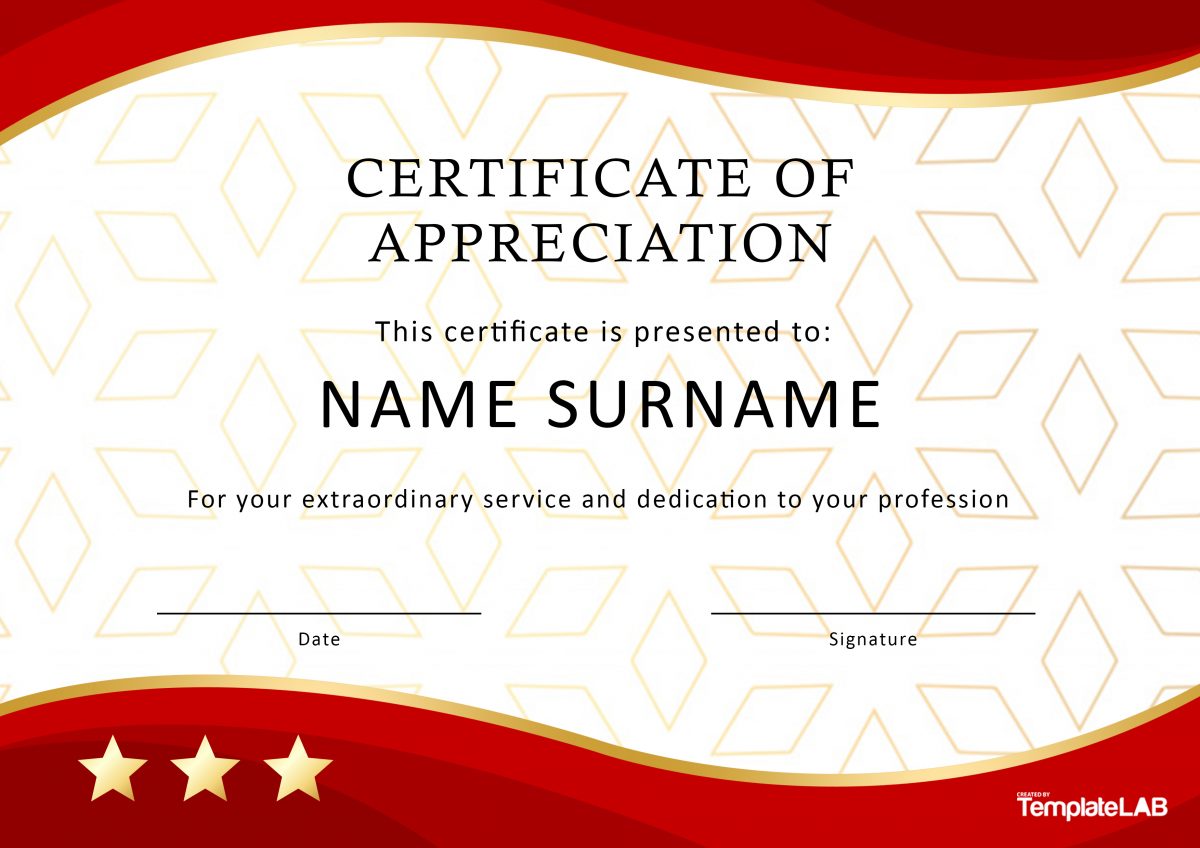 CERTIFICATE OF
APPRECIATION
This certificate is presented to:
NAME SURNAME
For your extraordinary service and dedication to your profession
Date
Signature
CREATED BY
TemplateLAB